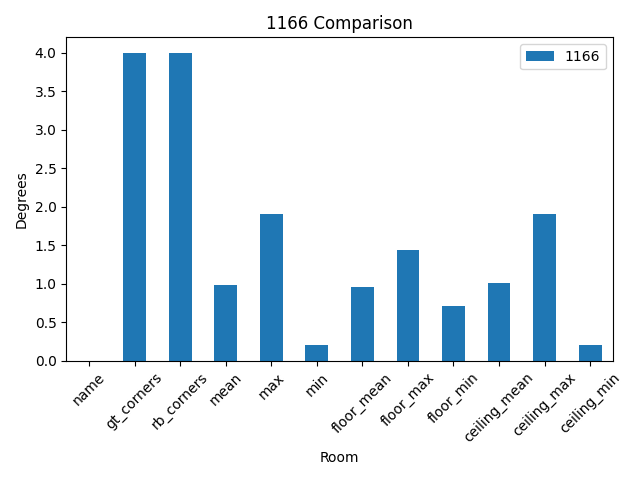 1166 Comparison
1166
4.0
3.5
3.0
2.5
2.0
1.5
1.0
0.5
0.0
Degrees
name
gt_corners
rb_corners
mean
max
min
floor_mean
floor_max
floor_min
ceiling_mean
ceiling_max
ceiling_min
Room